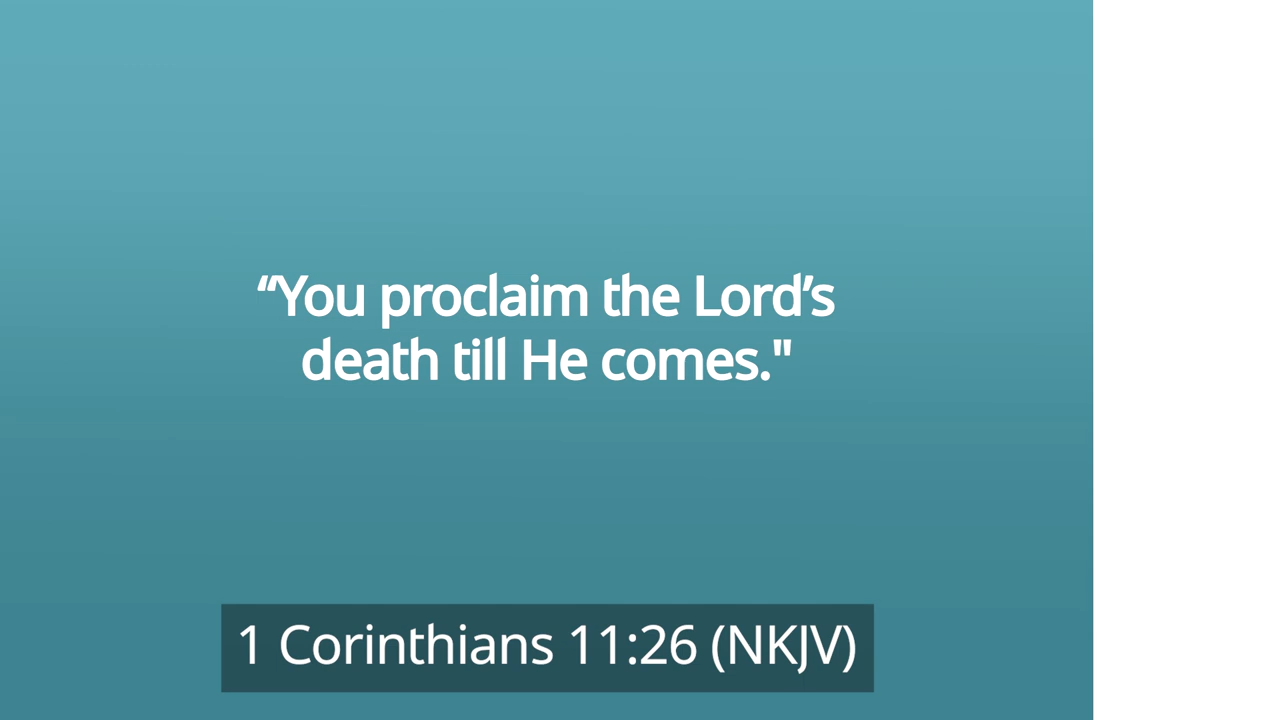 “You proclaim the Lord’s
death till He comes."
1 Corinthians 11:26 (NKJV)